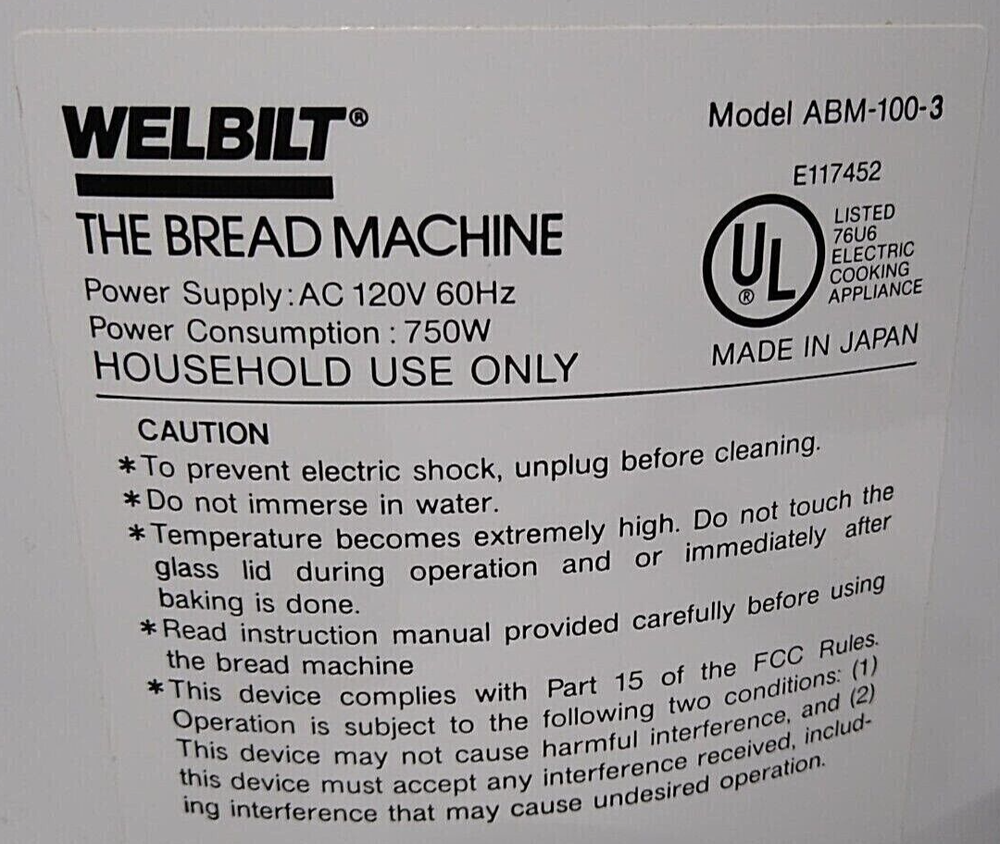 WELBILT®
Model ABM-100-3
E117452
THE BREAD MACHINE
UL®
LISTED
76U6
ELECTRIC
COOKING
APPLIANCE
Power Supply:AC 120V 60Hz
Power Consumption : 750W
MADE IN JAPAN
HOUSEHOLD USE ONLY
CAUTION
*To prevent electric shock, unplug before cleaning.
*Do not immerse in water.
*Temperature becomes extremely high. Do not touch the
glass lid during operation and or immediately after
baking is done.
*Read instruction manual provided carefully before using
the bread machine
*This device complies with Part 15 of the FCC Rules.
Operation is subject to the following two conditions: (1)
This device may not cause harmful interference, and (2)
this device must accept any interference received, includ-
ing interference that may cause undesired operation.